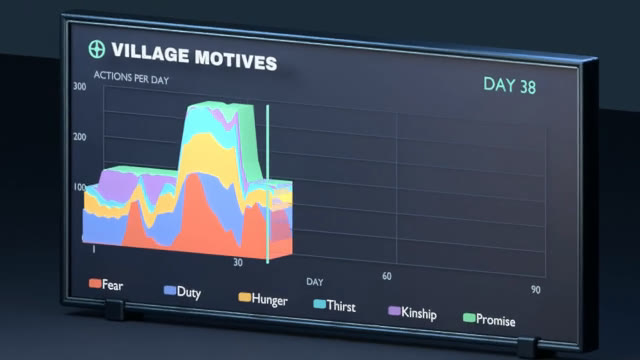 VILLAGE MOTIVES
ACTIONS PER DAY
DAY 38
300
200
100
1
30
60
90
DAY
Fear
Duty
Hunger
Thirst
Kinship
Promise